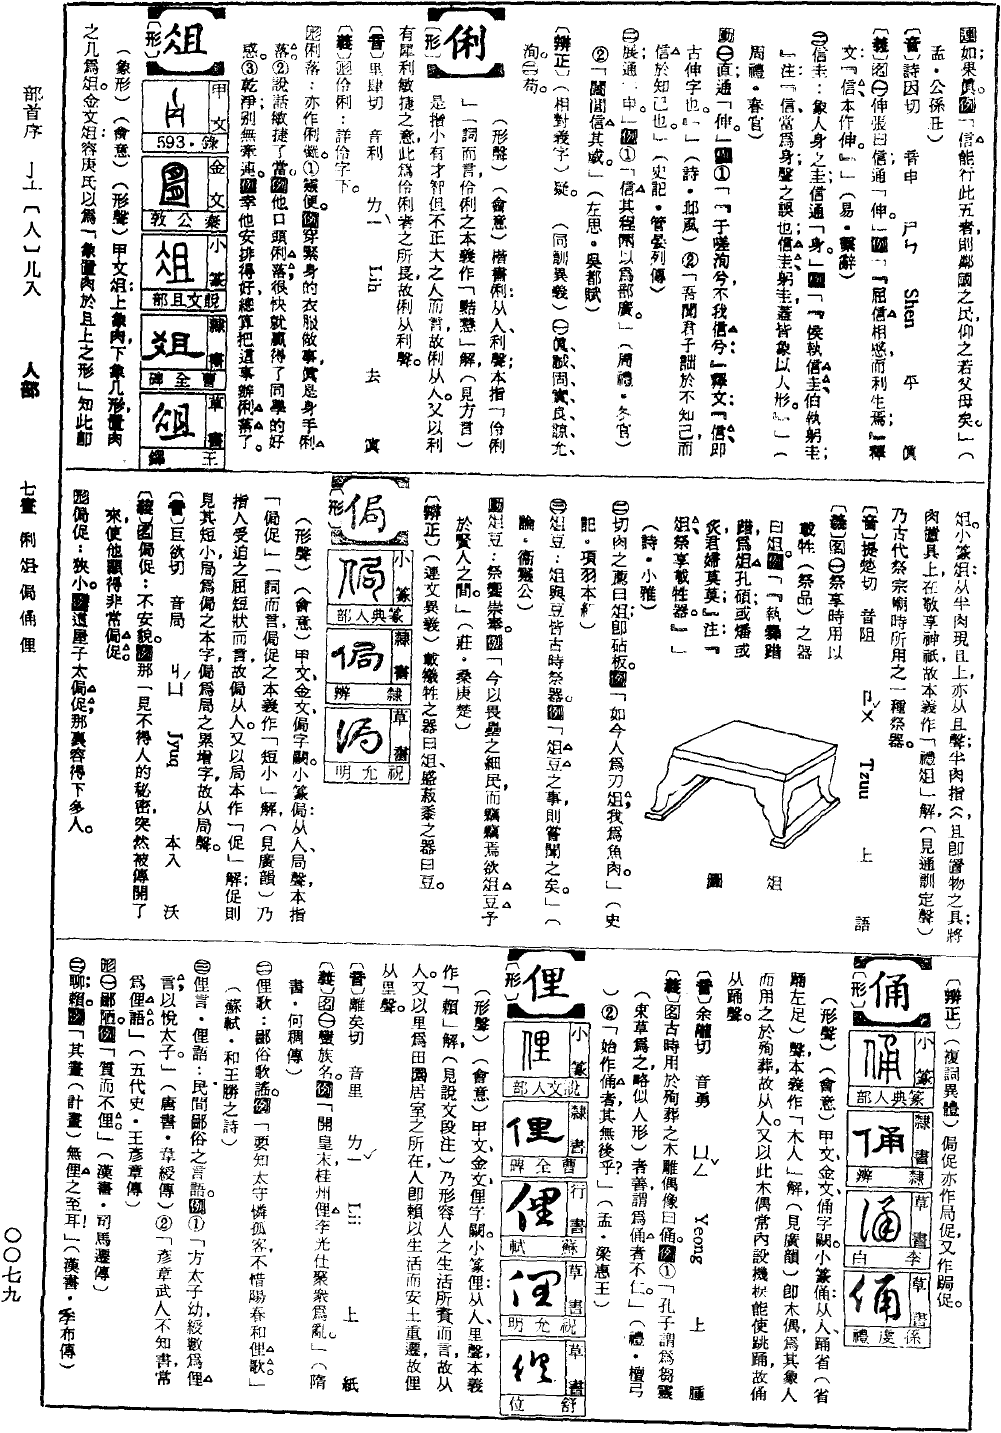 如果眞例「信能行此五者則鄰國之民仰之若父母矣。」(
孟・公孫丑)
〔音〕詩因切 音申 ㄕㄣ Shen 平 眞
〔義〕名㊀伸張曰信通「伸」例「『屈信相感而利生焉』釋
文『信本作伸。』」(易・繫辭)
㊁信圭:象人身之圭信通「身。」例「『侯執信圭伯執躬圭;
』注:『信當爲身聲之誤也信圭躬圭蓋皆象以人形。』」(
周禮・春官)
動㊀直通「伸」例①「『于嗟洵兮不我信兮』釋文:『信即
古伸字也。』」(詩・邶風)②「吾聞君子詘於不知己而
信於知己也。」(史記・管晏列傳)
㊁展通「申」例①「信其桯圍以爲部廣。」(周禮・冬官)
②「誾誾信其或。」(左思・吳都賦)
〔辨正〕(相對義字)疑。(同訓異義)㊀眞、誠、固、實、良、諒、允、
洵。㊁苟。
俐
〔形〕
(形聲)(會意)楷書俐:从人利聲;本指「伶俐
」一詞而言伶俐之本義作「黠慧」解(見方言)
是指小有才智但不正大之人而言,故俐从人。又以利
有犀利敏捷之意,此爲伶俐者之所長,故俐从利聲。
〔音〕里肆切 音利 ㄌㄧˋ Lih 去 寘
〔義〕形伶俐:詳伶字下。
形俐落:亦作俐㒓①靈便。例穿緊身的衣服做事,眞是身手俐
落。②說話敏捷了當。例他口頭俐落,很快就贏得了同學的好
感。③乾淨別無牽連。例幸他安排得好,總算把這事辦俐落了。
俎
〔形〕
甲文
593・錄
金文
秦公敦
小篆
說文且部
隸書
曹全碑
草書
王鐸
(象形)(會意)(形聲)甲文俎:上象肉,下象几形,置肉
之几爲俎。金文俎:容庚氏以爲「象置肉於且上之形」知此卽
俎。小篆俎:从半肉現且上亦从且聲;半肉指仌,且卽置物之具;將
肉置具上在敬享神祇,故本義作「禮俎」解(見通訓定聲)
乃古代祭宗廟時所用之一種祭器。
〔音〕提楚切 音阻 ㄗㄨˇ Tzuu 上 語
〔義〕名㊀祭享時用以
載牲(祭品)之器
曰俎。例「『執爨踖
踖爲俎孔碩或燔或
炙君婦莫莫。』注:『
俎祭享載牲器。』」
(詩・小雅)
俎圖
㊁切肉之薦曰俎卽砧板。例「如今人爲刀俎,我爲魚肉。」(史
記・項羽本紀)
㊂俎豆:俎與豆皆古時祭器。例「俎豆之事則嘗聞之矣。」(
論・衞靈公)
動俎豆:祭饗崇奉。例「今以畏壘之細民而竊竊焉欲俎豆予
於賢人之間。」(莊・桑庚楚)
〔辨正〕(連文異義)載犧牲之器曰俎,盛菽黍之器曰豆。
侷
〔形〕
小篆
篆典人部
隸書
隸辨
草書
祝允明
(形聲)(會意)甲文、金文侷字闕。小篆侷:从人、局聲,本指
「侷促」一詞而言侷促之本義作「短小」解(見廣韻)乃
指人受迫之屈短狀而言,故侷从人。又以局本作「促」解,促則
見其短小,局爲侷之本字侷爲局之累增字,故从局聲。
〔音〕巨欲切 音局 ㄐㄩˊ Jyuq 本入 沃
〔義〕名侷促:不安貌。例那「見不得人的秘密突然被傳開了
來,使他顯得非常侷促。
形侷促:狹小。例這屋子太侷促,那裏容得下多人。
〔辨正〕(複詞異體)侷促亦作局促,又作跼促。
俑
〔形〕
小篆
篆典人部
隸書
隸辨
草書
李白
草書
孫虔禮
(形聲)(會意)甲文、金文俑字闕。小篆俑:从人、踊省(省
踊左足)聲,本義作「木人」解(見廣韻)卽木偶,爲其象人
而用之於殉葬,故从人。又以此木偶常內設機栝能使跳踊,故俑
从踊聲。
〔音〕余隴切 音勇 ㄩㄥˇ Yeong 上 腫
〔義〕名古時用於殉葬之木雕偶像曰俑。例①「孔子謂爲芻靈
(束草爲之略似人形)者善謂爲俑者不仁。」(禮・檀弓
)②「始作俑者其無後乎?」(孟・梁惠王)
俚
〔形〕
小篆
說文人部
隸書
曹全碑
行書
蘇軾
草書
祝允明
草書
舒位
(形聲)(會意)甲文、金文俚字闕。小篆俚:从人、里聲,本義
作「賴」解(見說文段注)乃形容人之生活所賚而言,故从
人。又以里爲田園居室之所在,人卽賴以生活而安土重遷,故俚
从里聲。
〔音〕離矣切 音里 ㄌㄧˇ Lii 上 紙
〔義〕名㊀蠻族名。例「開皇末桂州俚李光仕聚衆爲亂。」(隋
書・何稠傳)
㊁俚歌:鄙俗歌謠。例「要知太守憐孤客,不惜陽春和俚歌」
(蘇軾・和王勝之詩)
㊂俚言・俚語:民間鄙俗之言語。例①「方太子幼,綬數爲俚
言以悅太子。」(唐書・韋綬傳)②「彥章武人不知書,常
爲俚語」(五代史・王彥章傳)
形㊀鄙陋。例「質而不俚」(漢書・司馬遷傳)
㊁聊賴。例「其畫(計畫)無俚之至耳!」(漢書・季布傳)
部首序 丨亠〔人〕儿入 人部 七畫 俐俎侷俑俚
〇〇七九